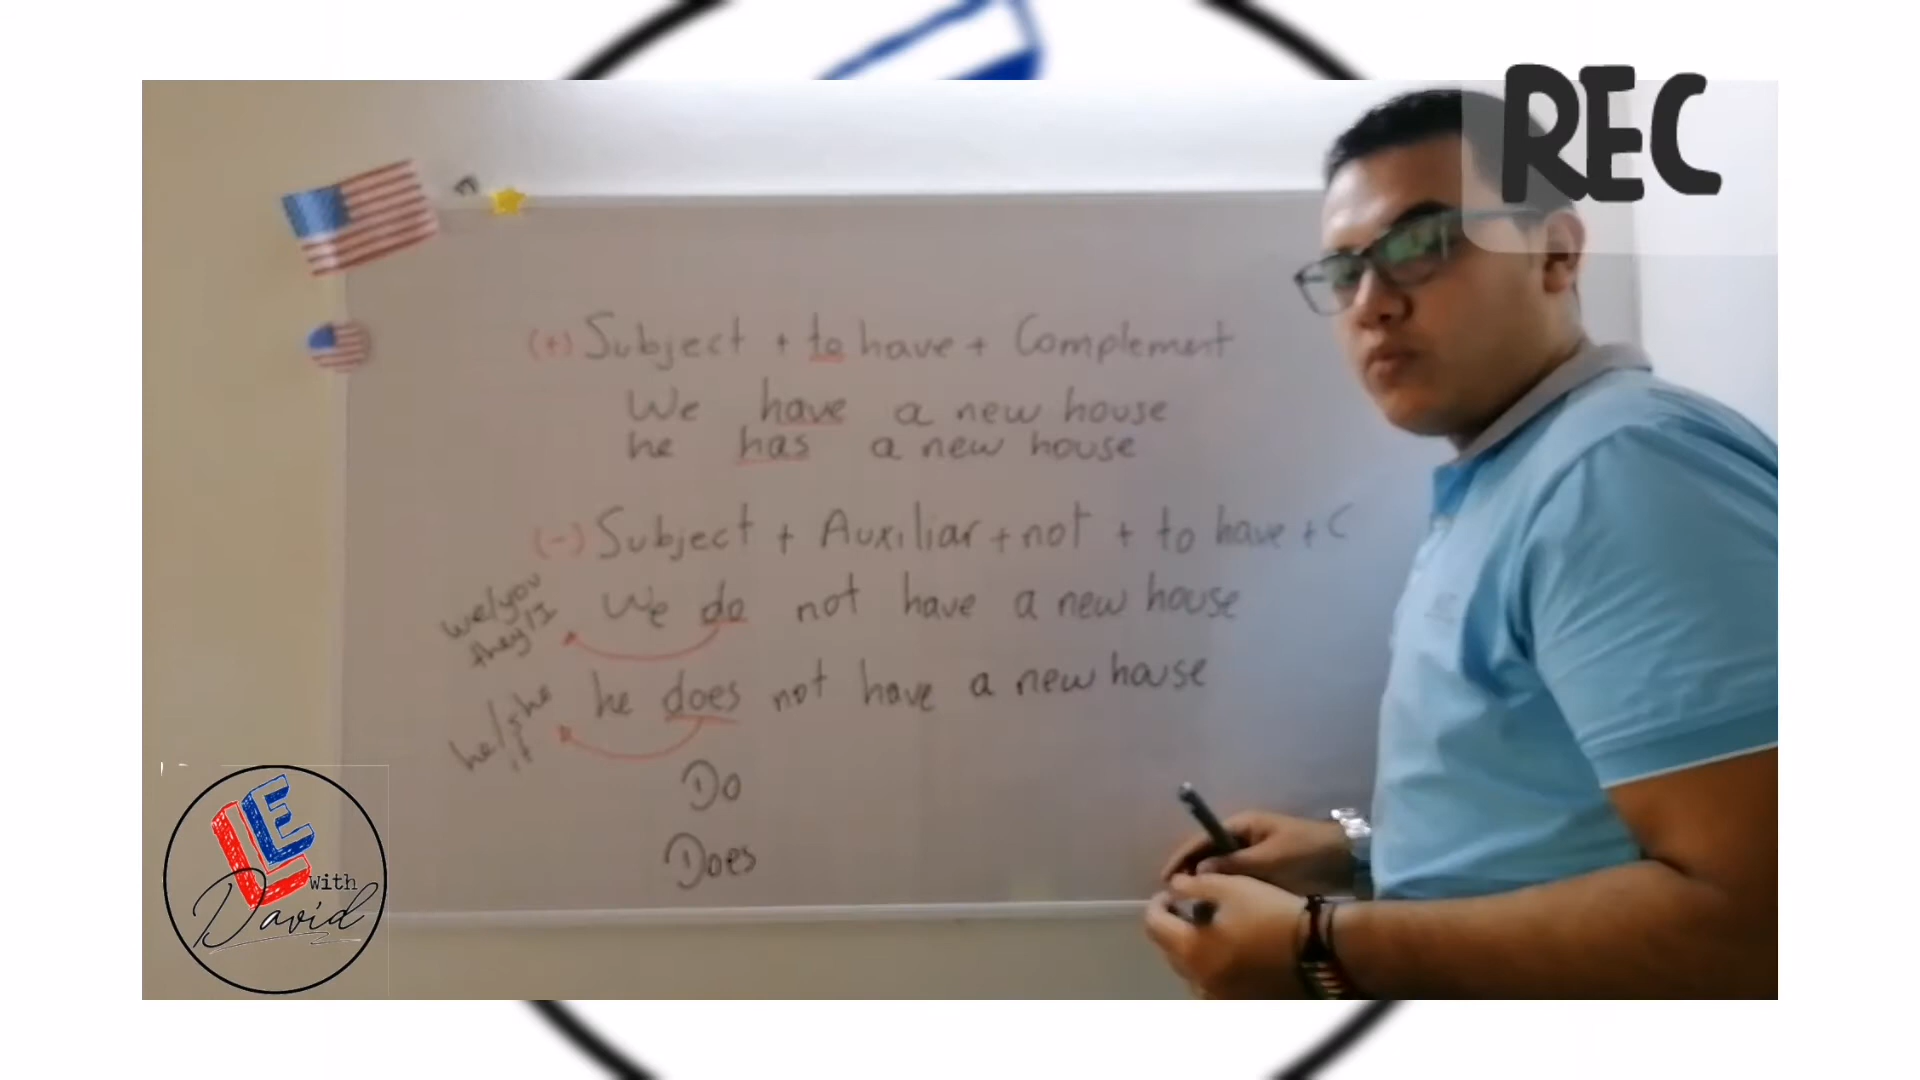 REC
(+) Subject + to have + Complement
We have a new house
he has a new house
(-) Subject + Auxiliar + not + to have + C
we/you
they/I
We do not have a new house
he/she
it
he does not have a new house
Do
Does
LE
with
David